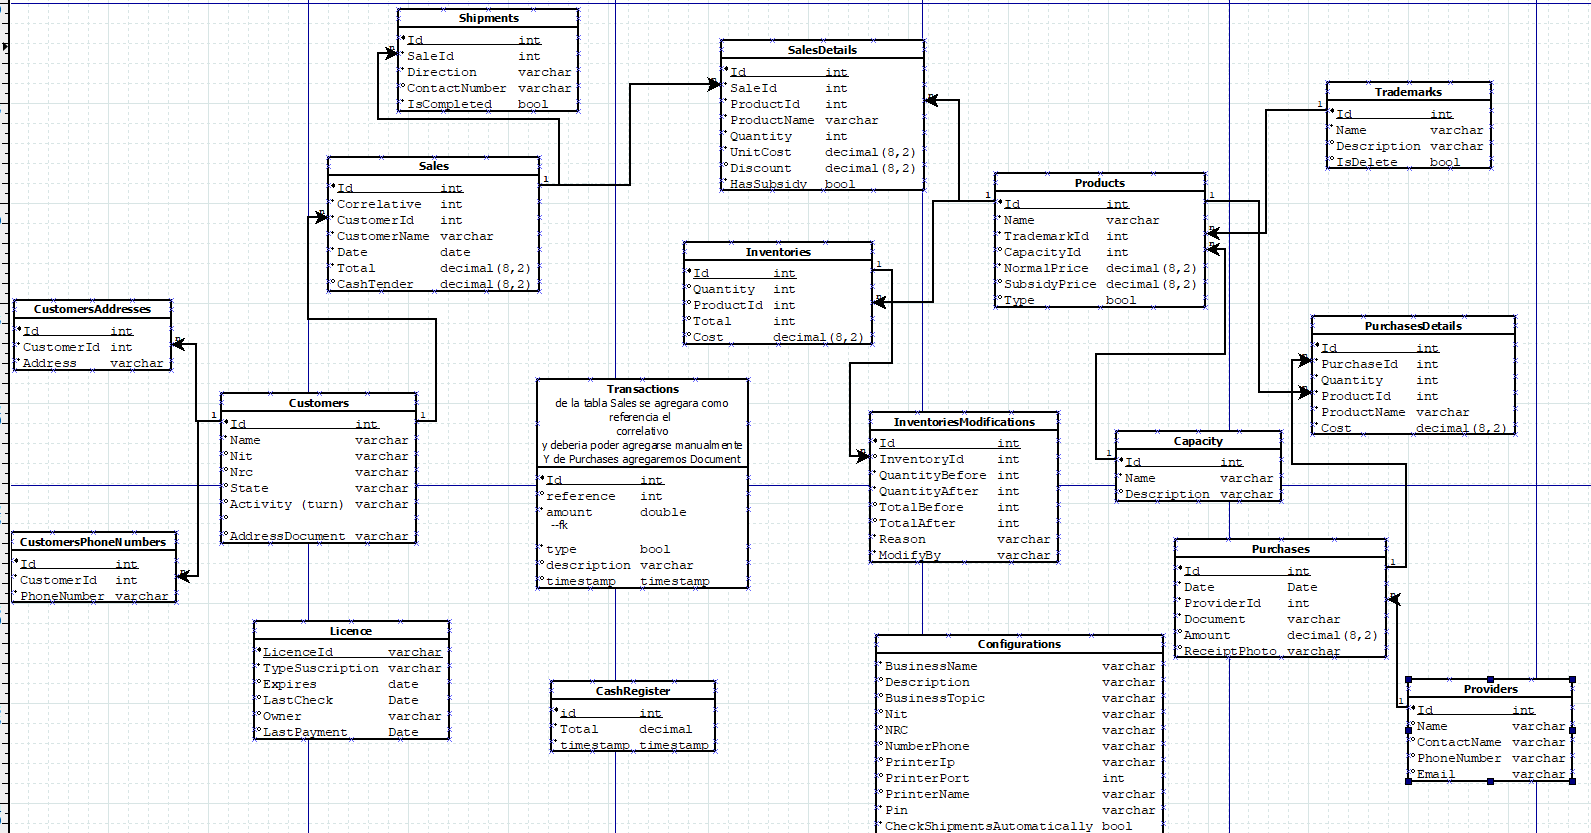 Shipments
Id int
SaleId int
Direction varchar
ContactNumber varchar
IsCompleted bool
SalesDetails
Id int
SaleId int
ProductId int
ProductName varchar
Quantity int
UnitCost decimal(8,2)
Discount decimal(8,2)
HasSubsidy bool
Trademarks
Id int
Name varchar
Description varchar
IsDelete bool
Sales
Id int
Correlative int
CustomerId int
CustomerName varchar
Date date
Total decimal(8,2)
CashTender decimal(8,2)
Products
Id int
Name varchar
TrademarkId int
CapacityId int
NormalPrice decimal(8,2)
SubsidyPrice decimal(8,2)
Type bool
Inventories
Id int
Quantity int
ProductId int
Total int
Cost decimal(8,2)
CustomersAddresses
Id int
CustomerId int
Address varchar
PurchasesDetails
Id int
PurchaseId int
Quantity int
ProductId int
ProductName varchar
Cost decimal(8,2)
Customers
Id int
Name varchar
Nit varchar
Nrc varchar
State varchar
Activity (turn) varchar
AddressDocument varchar
Transactions
de la tabla Sales se agregara como
referencia el
correlativo
y deberia poder agregarse manualmente
Y de Purchases agregaremos Document
Id int
reference int
amount double
--fk
type bool
description varchar
timestamp timestamp
InventoriesModifications
Id int
InventoryId int
QuantityBefore int
QuantityAfter int
TotalBefore int
TotalAfter int
Reason varchar
ModifyBy varchar
Capacity
Id int
Name varchar
Description varchar
CustomersPhoneNumbers
Id int
CustomerId int
PhoneNumber varchar
Purchases
Id int
Date Date
ProviderId int
Document varchar
Amount decimal(8,2)
ReceiptPhoto varchar
Licence
LicenceId varchar
TypeSuscription varchar
Expires date
LastCheck Date
Owner varchar
LastPayment Date
CashRegister
id int
Total decimal
timestamp timestamp
Configurations
BusinessName varchar
Description varchar
BusinessTopic varchar
Nit varchar
NRC varchar
NumberPhone varchar
PrinterIp varchar
PrinterPort int
PrinterName varchar
Pin varchar
CheckShipmentsAutomatically bool
Providers
Id int
Name varchar
ContactName varchar
PhoneNumber varchar
Email varchar
1
1
1
1
1
1
1
1
1
1